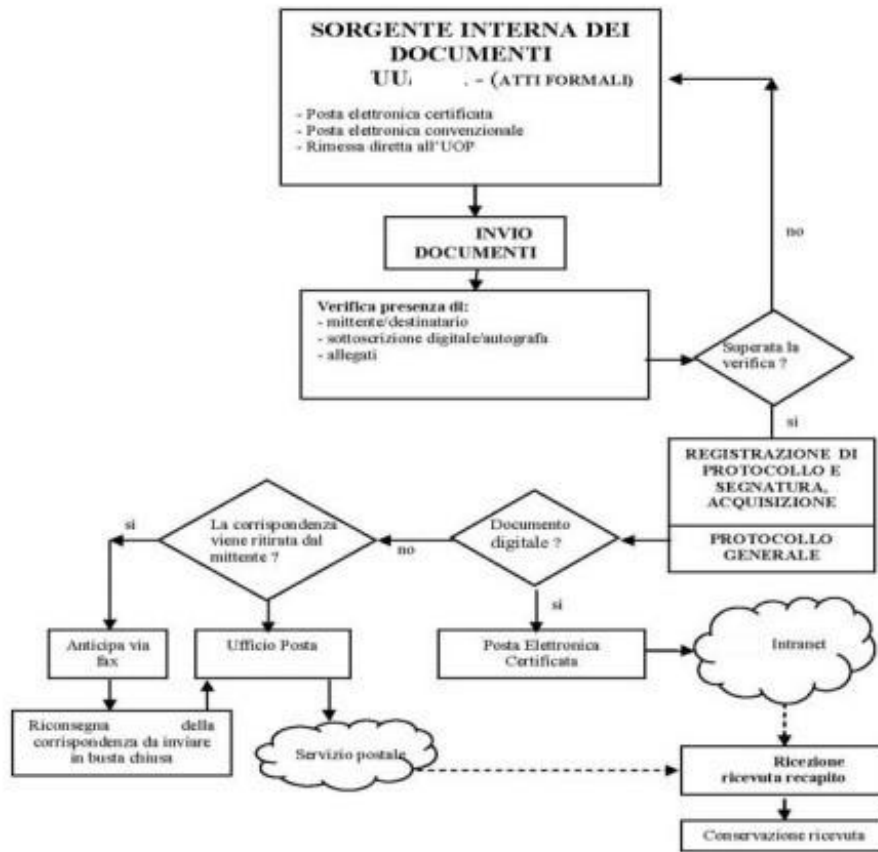 SORGENTE INTERNA DEI
DOCUMENTI
UU. . - (ATTI FORMALI)
- Posta elettronica certificata
- Posta elettronica convenzionale
- Rimessa diretta all'UOP
INVIO
DOCUMENTI
no
Verifica presenza di:
- mittente/destinatario
- sottoscrizione digitale/autografa
- allegati
Superata la
verifica ?
si
REGISTRAZIONE DI
PROTOCOLLO E
SEGNATURA,
ACQUISIZIONE
PROTOCOLLO
GENERALE
Documento
digitale ?
no
La corrispondenza
viene ritirata dal
mittente ?
si
si
Anticipa via
fax
Ufficio Posta
Posta Elettronica
Certificata
Intranet
Riconsegna della
corrispondenza da inviare
in busta chiusa
Servizio postale
Ricezione
ricevuta recapito
Conservazione ricevuta